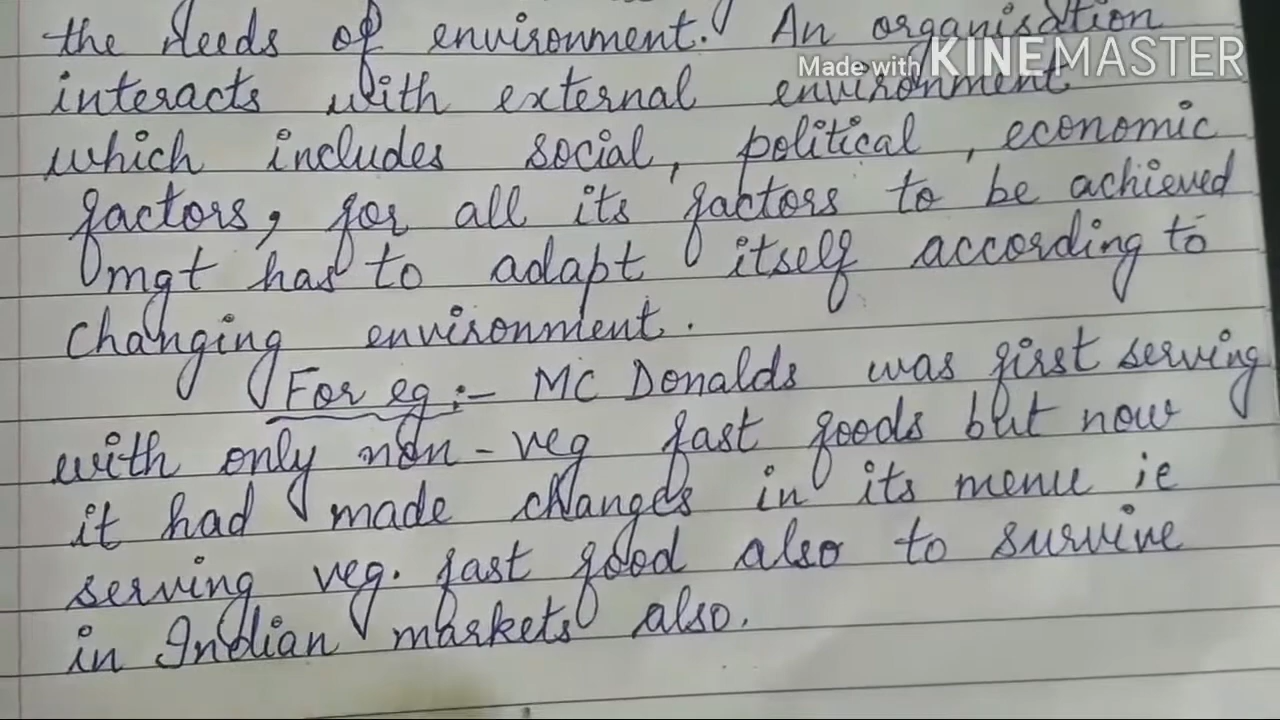 the needs of environment. An organisation
Made with KINEMASTER
interacts with external environment
which includes social, political, economic
factors, for all its factors to be achieved
mgt has to adapt itself according to
changing environment.
For eg:- MC Donalds was first serving
with only non-veg fast foods but now
it had made changes in its menu ie
serving veg. fast food also to survive
in Indian markets also.